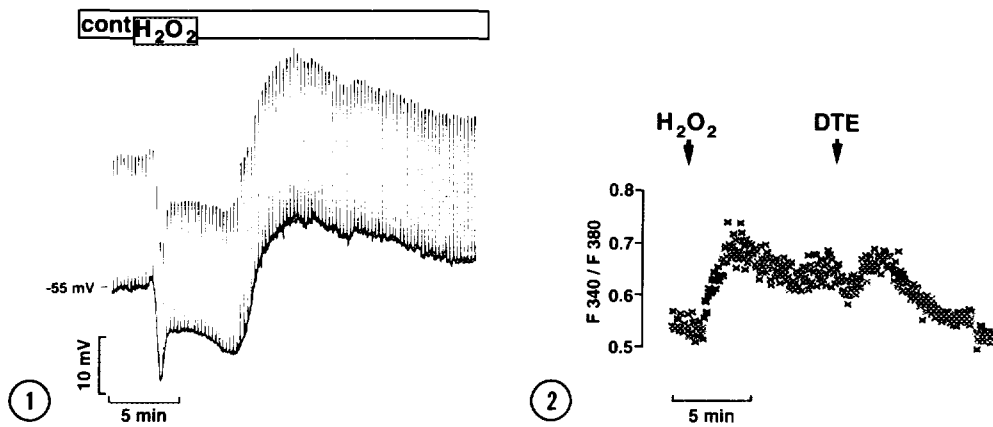 cont H₂O₂
-55 mV
10 mV
5 min
1
H₂O₂ DTE
F 340 / F 380
0.8
0.7
0.6
0.5
5 min
2